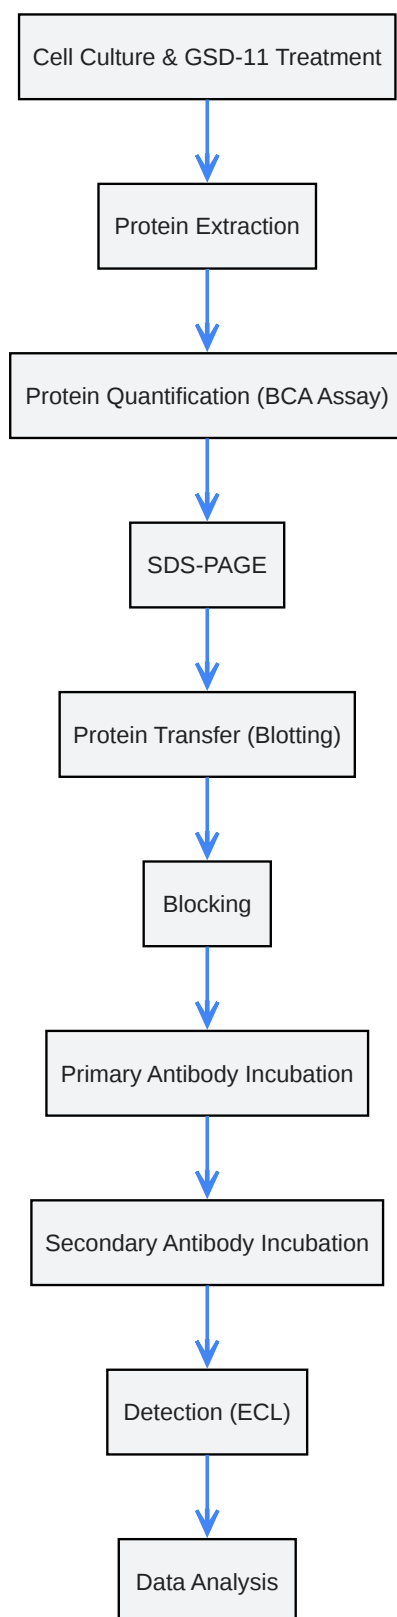 Cell Culture & GSD-11 Treatment
Protein Extraction
Protein Quantification (BCA Assay)
SDS-PAGE
Protein Transfer (Blotting)
Blocking
Primary Antibody Incubation
Secondary Antibody Incubation
Detection (ECL)
Data Analysis